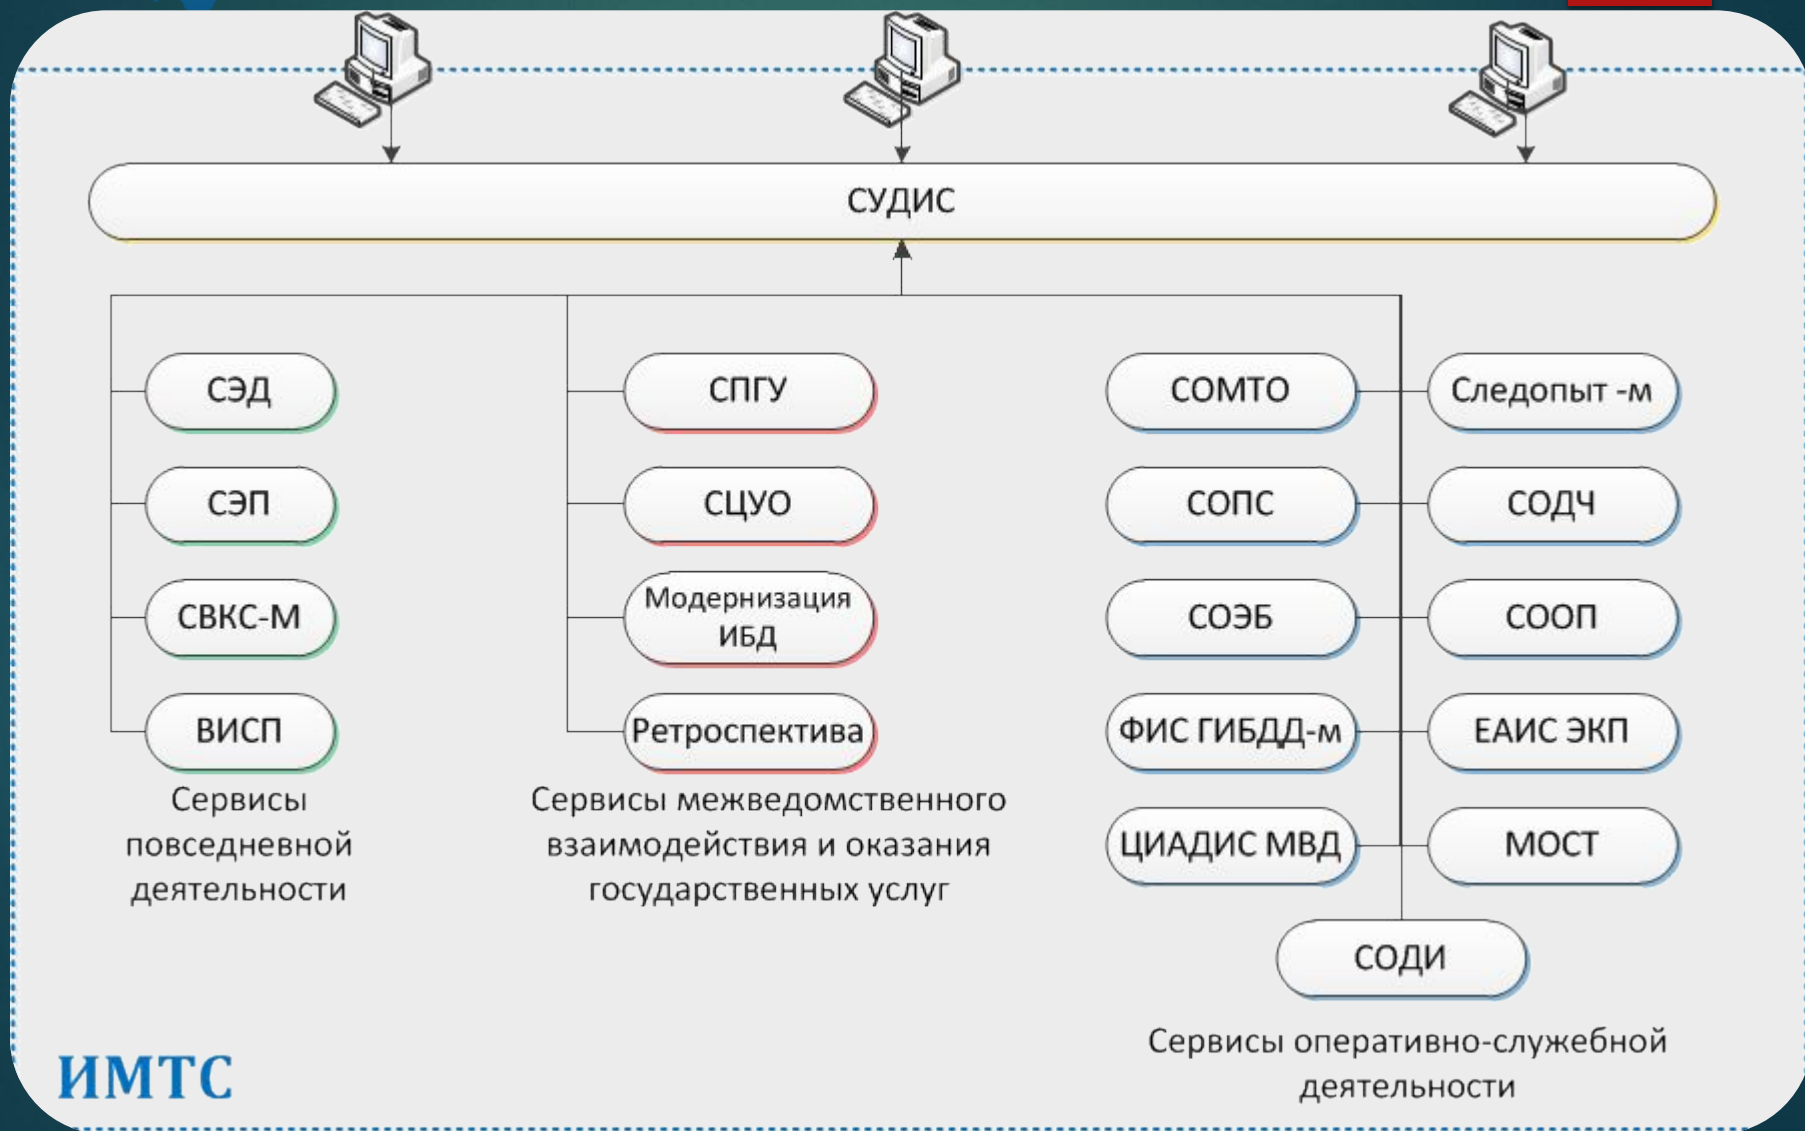 СУДИС
СЭД
СЭП
СВКС-М
ВИСП
Сервисы
повседневной
деятельности
СПГУ
СЦУО
Модернизация
ИБД
Ретроспектива
Сервисы межведомственного
взаимодействия и оказания
государственных услуг
СОМТО
Следопыт -м
СОПС
СОДЧ
СОЭБ
СООП
ФИС ГИБДД-м
ЕАИС ЭКП
ЦИАДИС МВД
МОСТ
СОДИ
Сервисы оперативно-служебной
деятельности
ИМТС